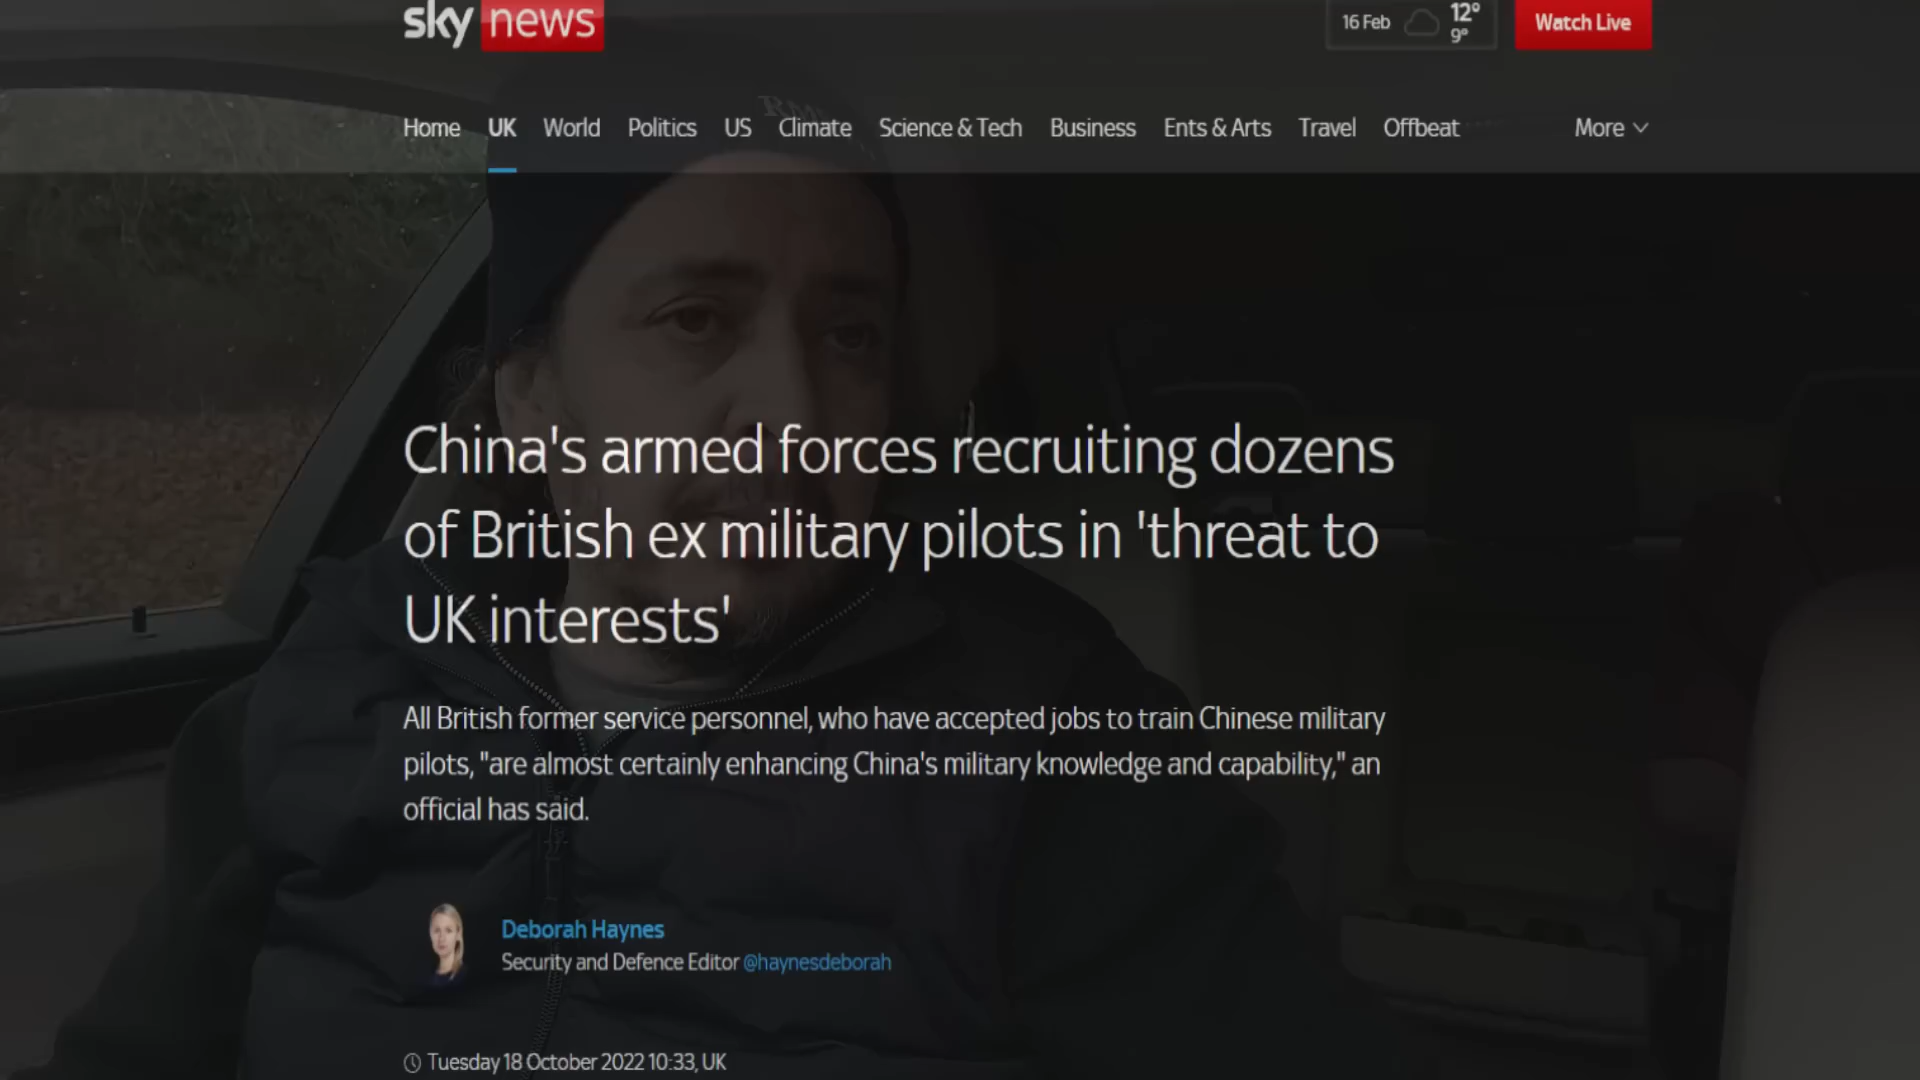 sky news
16 Feb 12° 9° Watch Live
Home UK World Politics US Climate Science & Tech Business Ents & Arts Travel Offbeat More
China's armed forces recruiting dozens
of British ex military pilots in 'threat to
UK interests'
All British former service personnel, who have accepted jobs to train Chinese military
pilots, "are almost certainly enhancing China's military knowledge and capability," an
official has said.
Deborah Haynes
Security and Defence Editor @haynesdeborah
Tuesday 18 October 2022 10:33, UK